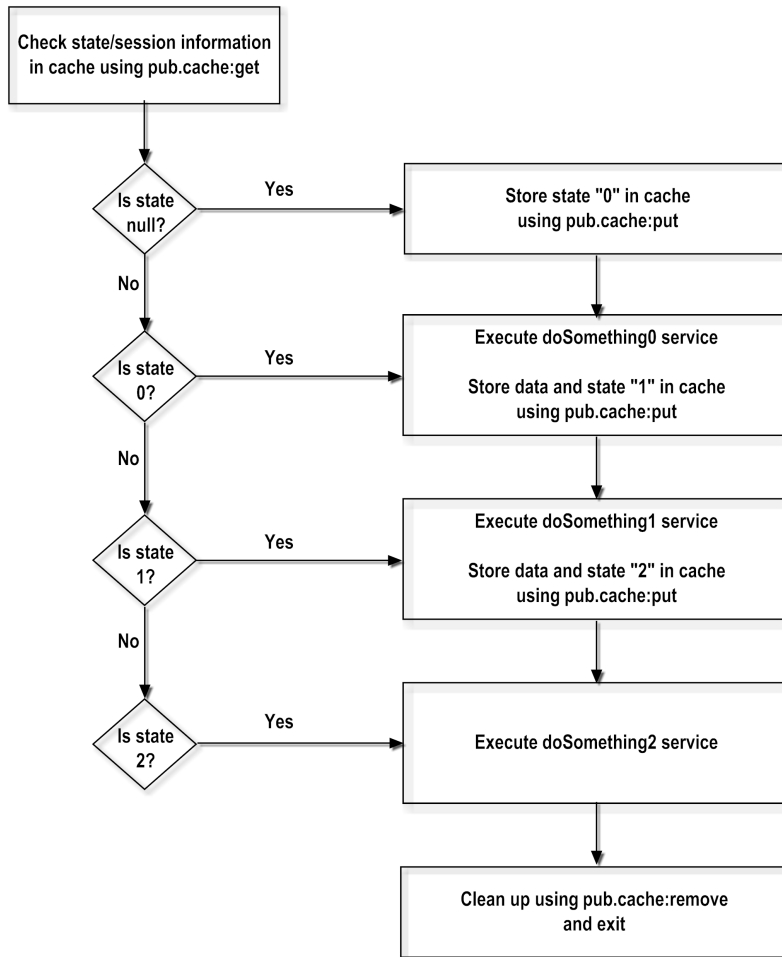 Check state/session information
in cache using pub.cache:get
Is state
null?
Yes
Store state "0" in cache
using pub.cache:put
No
Is state
0?
Yes
Execute doSomething0 service
Store data and state "1" in cache
using pub.cache:put
No
Is state
1?
Yes
Execute doSomething1 service
Store data and state "2" in cache
using pub.cache:put
No
Is state
2?
Yes
Execute doSomething2 service
Clean up using pub.cache:remove
and exit